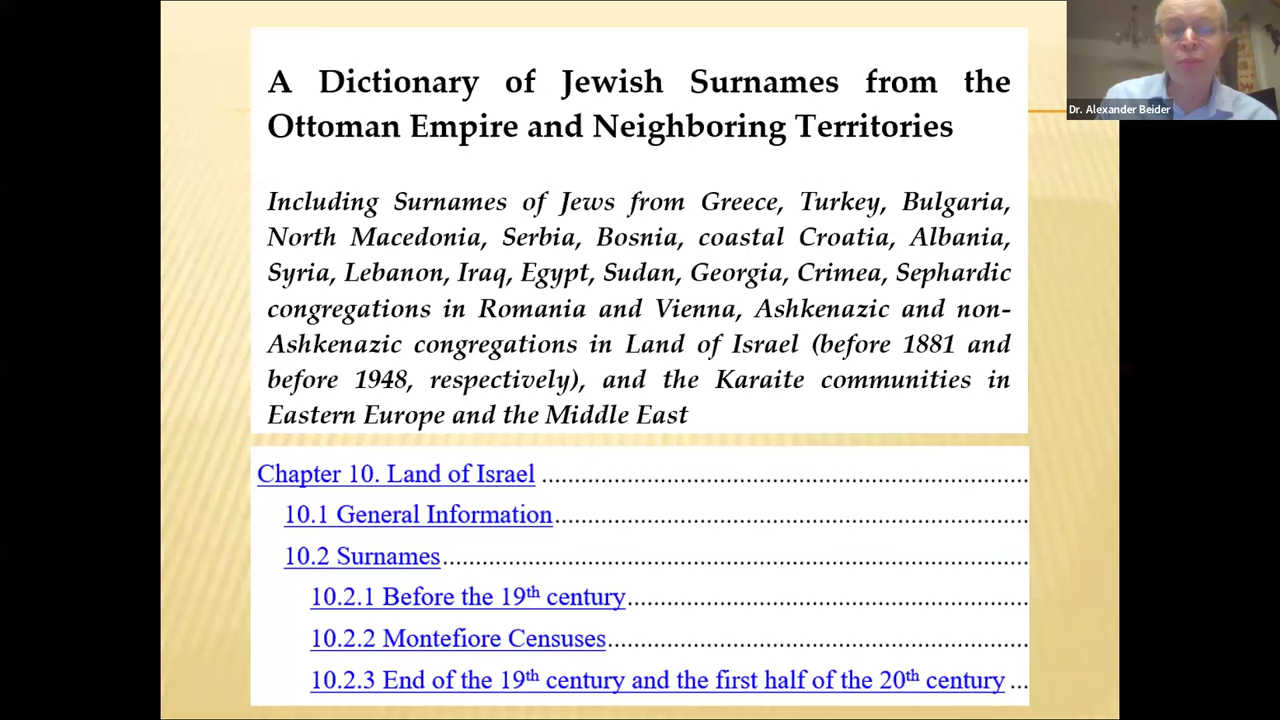 A Dictionary of Jewish Surnames from the
Ottoman Empire and Neighboring Territories
Including Surnames of Jews from Greece, Turkey, Bulgaria,
North Macedonia, Serbia, Bosnia, coastal Croatia, Albania,
Syria, Lebanon, Iraq, Egypt, Sudan, Georgia, Crimea, Sephardic
congregations in Romania and Vienna, Ashkenazic and non-
Ashkenazic congregations in Land of Israel (before 1881 and
before 1948, respectively), and the Karaite communities in
Eastern Europe and the Middle East
Chapter 10. Land of Israel
10.1 General Information
10.2 Surnames
10.2.1 Before the 19th century
10.2.2 Montefiore Censuses
10.2.3 End of the 19th century and the first half of the 20th century
Dr. Alexander Beider